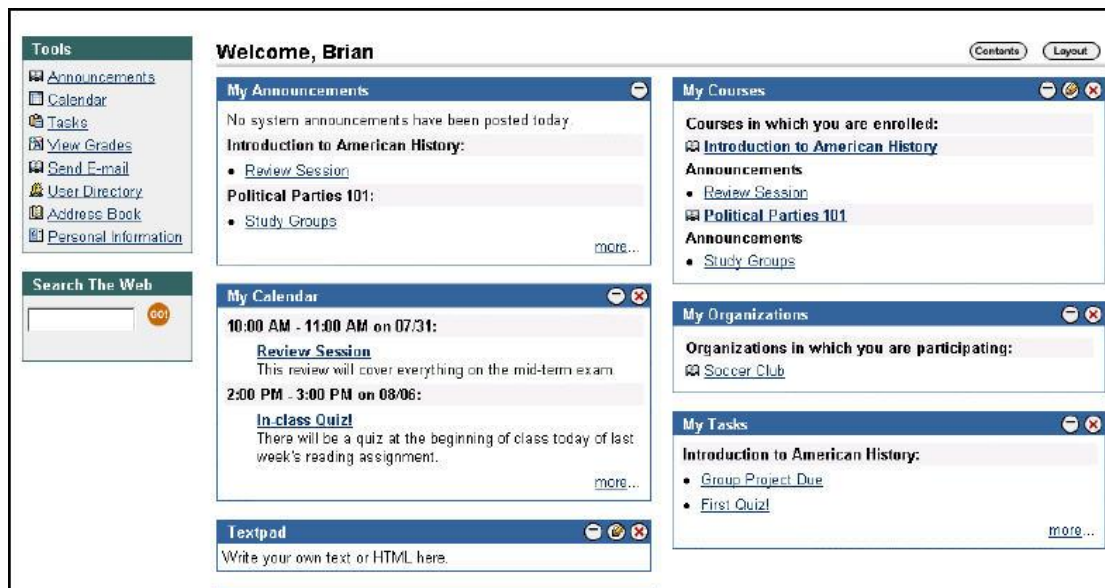 Tools
Announcements
Calendar
Tasks
View Grades
Send E-mail
User Directory
Address Book
Personal Information
Search The Web
GO!
Welcome, Brian
Contents
Layout
My Announcements
No system announcements have been posted today.
Introduction to American History:
• Review Session
Political Parties 101:
• Study Groups
more...
My Calendar
10:00 AM - 11:00 AM on 07/31:
Review Session
This review will cover everything on the mid-term exam
2:00 PM - 3:00 PM on 08/06:
In-class Quiz!
There will be a quiz at the beginning of class today of last
week's reading assignment.
more...
Textpad
Write your own text or HTML here.
My Courses
Courses in which you are enrolled:
Introduction to American History
Announcements
• Review Session
Political Parties 101
Announcements
• Study Groups
My Organizations
Organizations in which you are participating:
Soccer Club
My Tasks
Introduction to American History:
• Group Project Due
• First Quiz!
more...